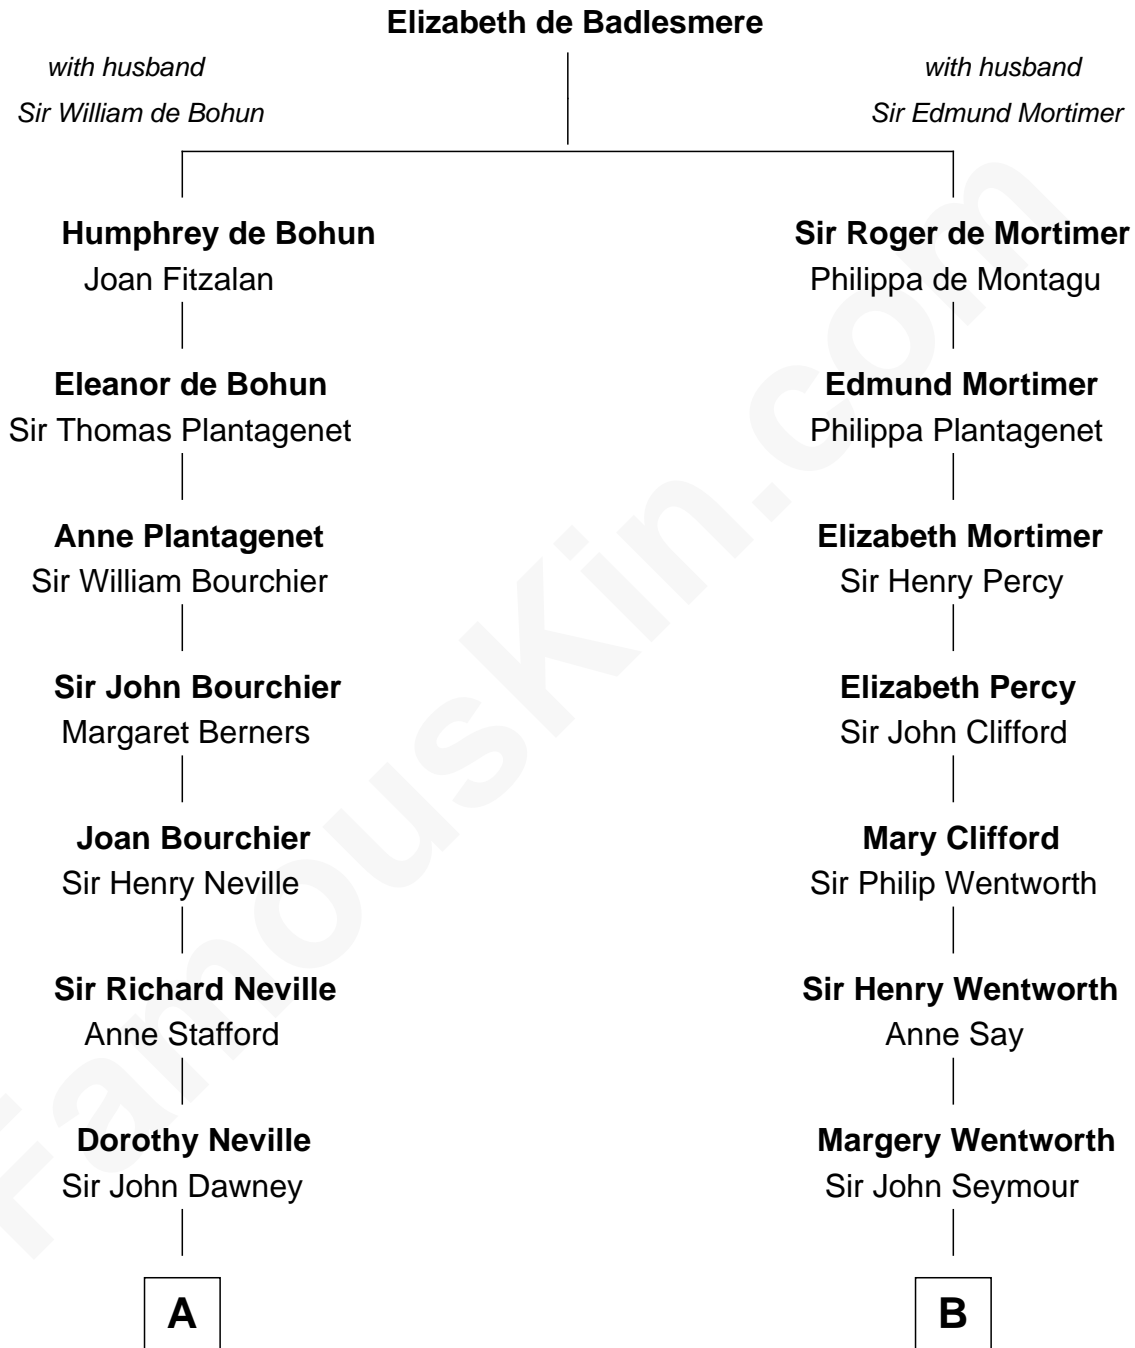 Elizabeth de Badlesmere
with husband
Sir William de Bohun
with husband
Sir Edmund Mortimer
Humphrey de Bohun
Joan Fitzalan
Sir Roger de Mortimer
Philippa de Montagu
Eleanor de Bohun
Sir Thomas Plantagenet
Edmund Mortimer
Philippa Plantagenet
Anne Plantagenet
Sir William Bourchier
Elizabeth Mortimer
Sir Henry Percy
Sir John Bourchier
Margaret Berners
Elizabeth Percy
Sir John Clifford
Joan Bourchier
Sir Henry Neville
Mary Clifford
Sir Philip Wentworth
Sir Richard Neville
Anne Stafford
Sir Henry Wentworth
Anne Say
Dorothy Neville
Sir John Dawney
Margery Wentworth
Sir John Seymour
A
B
FamousKin.com